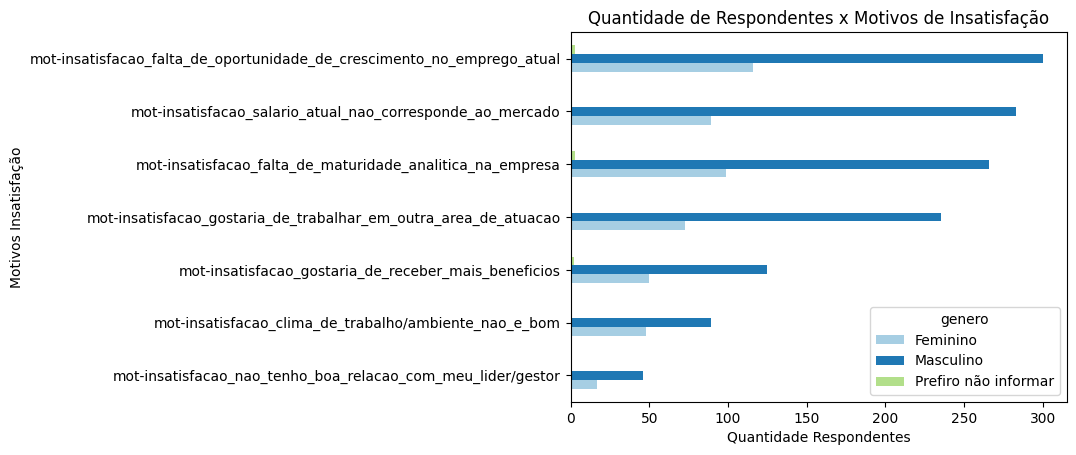 Quantidade de Respondentes x Motivos de Insatisfação
Motivos Insatisfação
mot-insatisfacao_falta_de_oportunidade_de_crescimento_no_emprego_atual
mot-insatisfacao_salario_atual_nao_corresponde_ao_mercado
mot-insatisfacao_falta_de_maturidade_analitica_na_empresa
mot-insatisfacao_gostaria_de_trabalhar_em_outra_area_de_atuacao
mot-insatisfacao_gostaria_de_receber_mais_beneficios
mot-insatisfacao_clima_de_trabalho/ambiente_nao_e_bom
mot-insatisfacao_nao_tenho_boa_relacao_com_meu_lider/gestor
genero
Feminino
Masculino
Prefiro não informar
0 50 100 150 200 250 300
Quantidade Respondentes